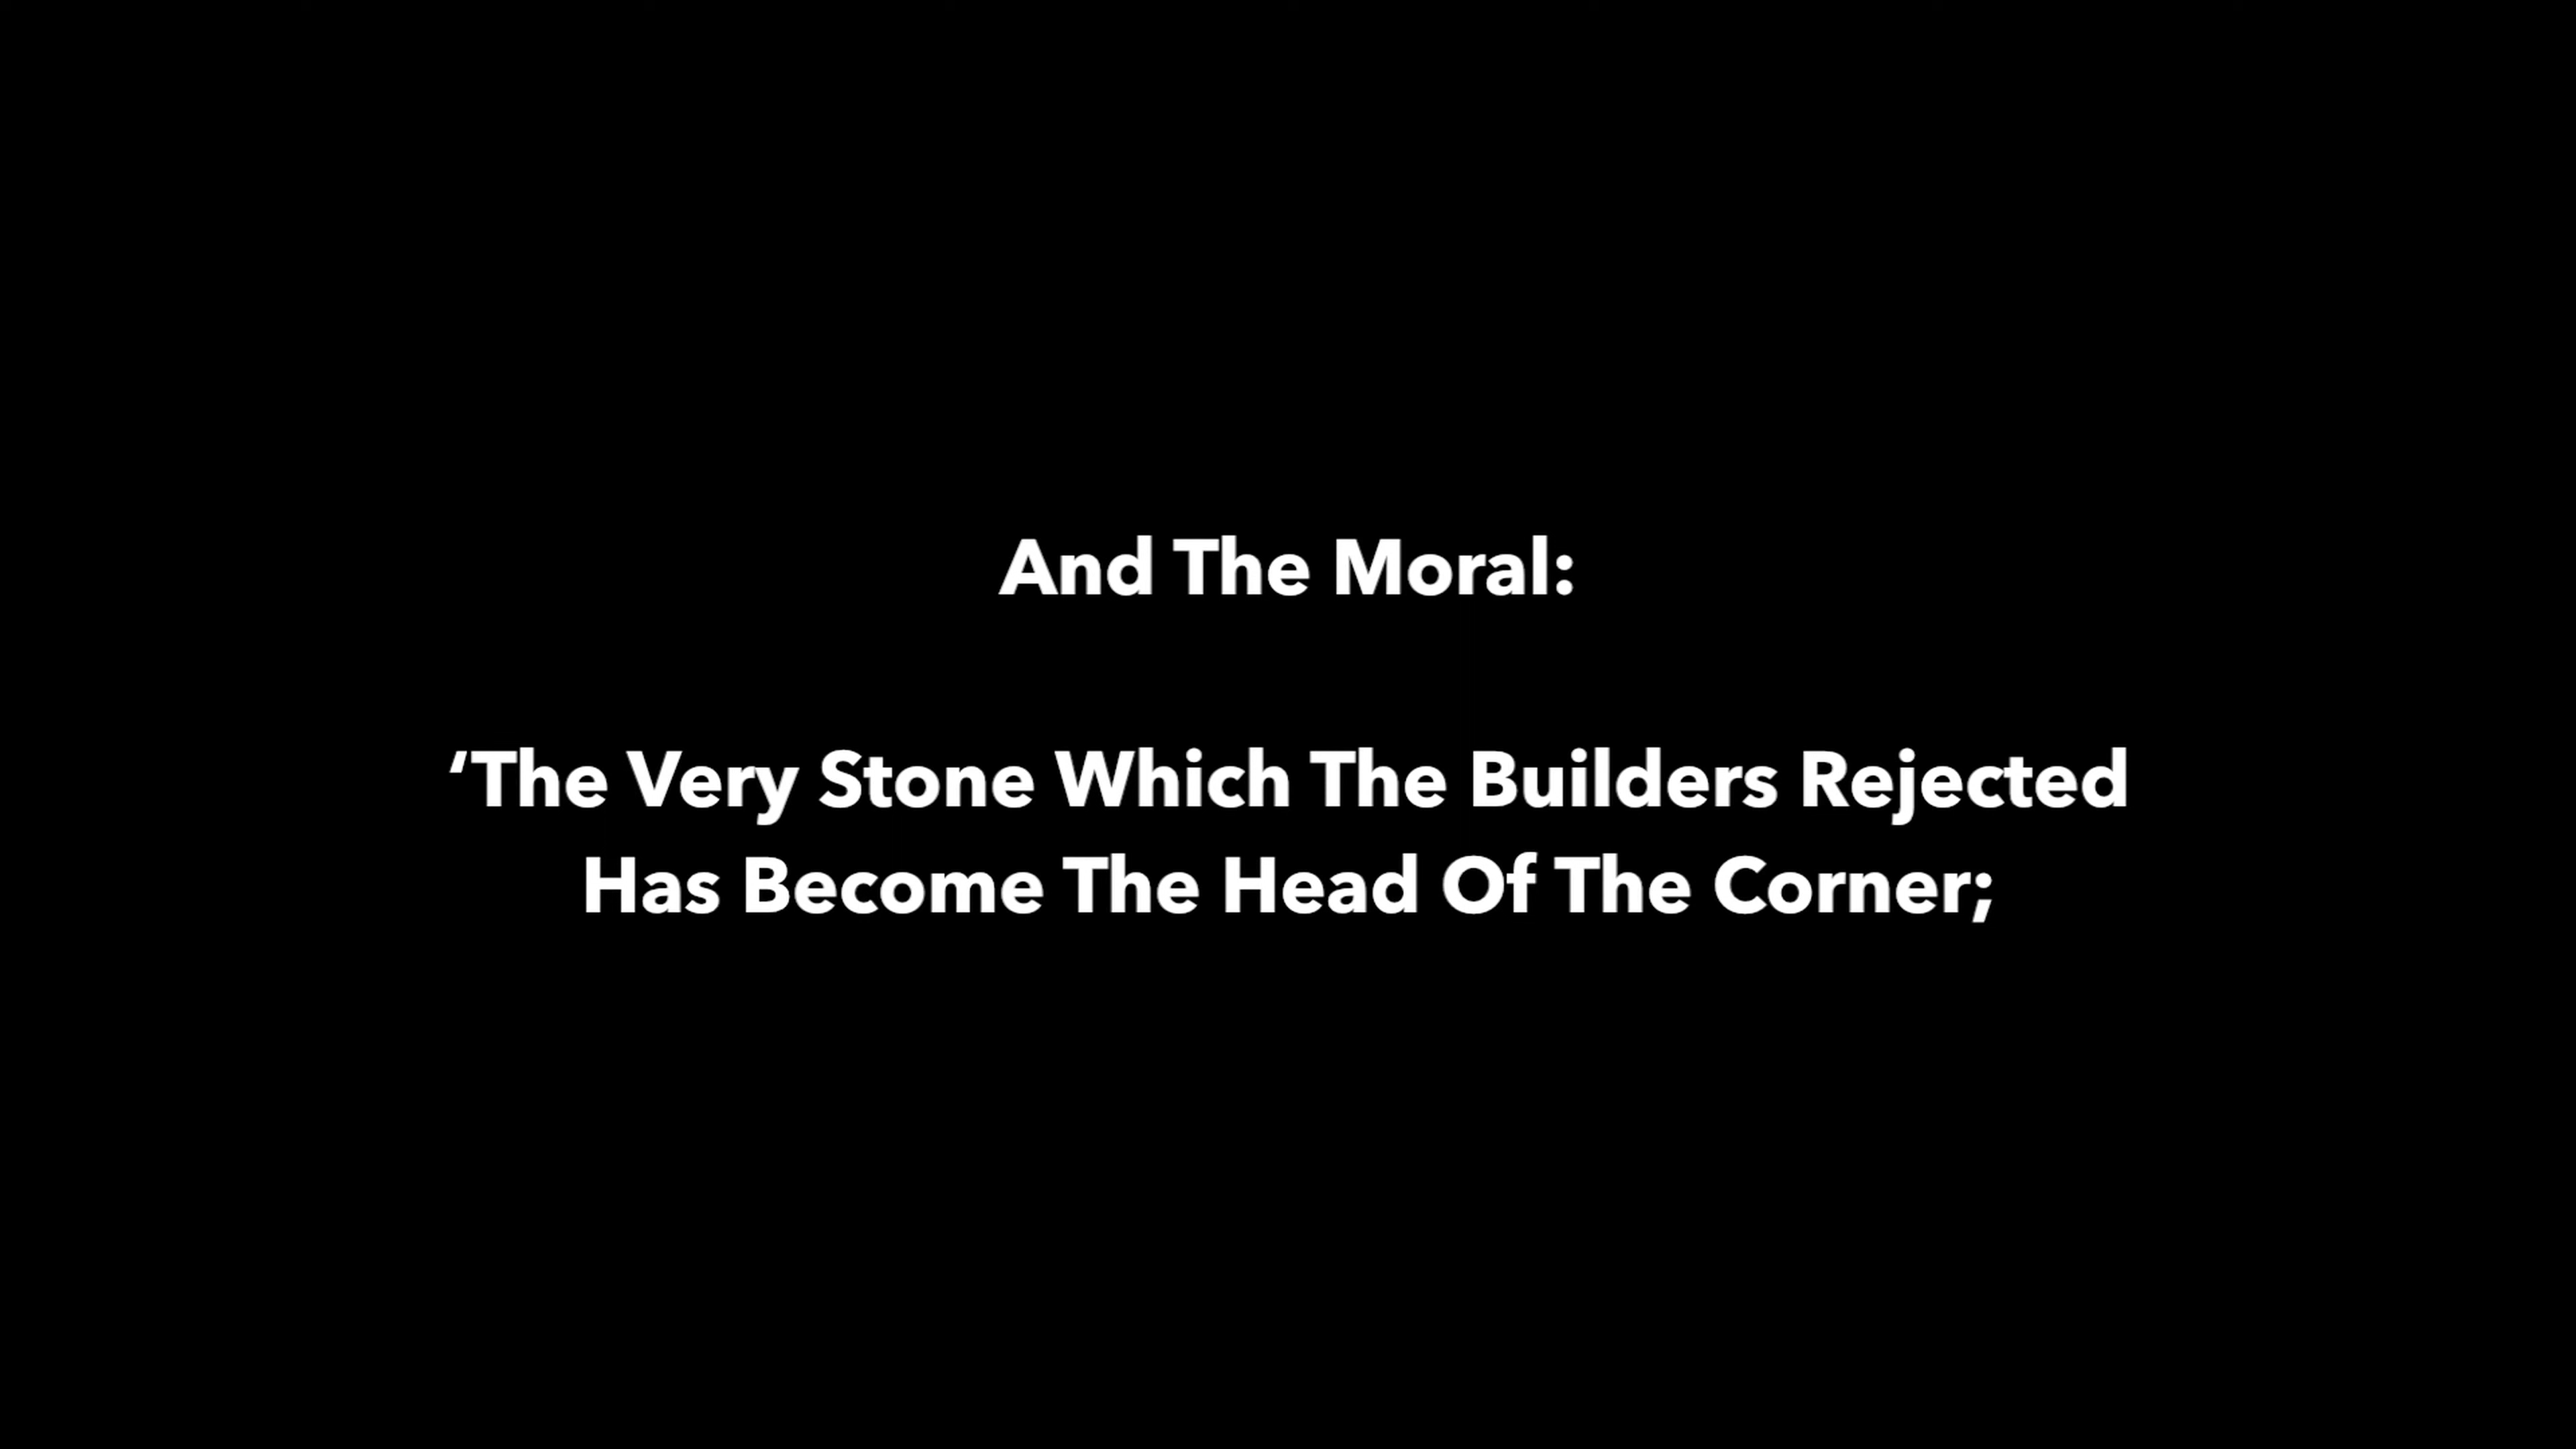 And The Moral:
‘The Very Stone Which The Builders Rejected
Has Become The Head Of The Corner;